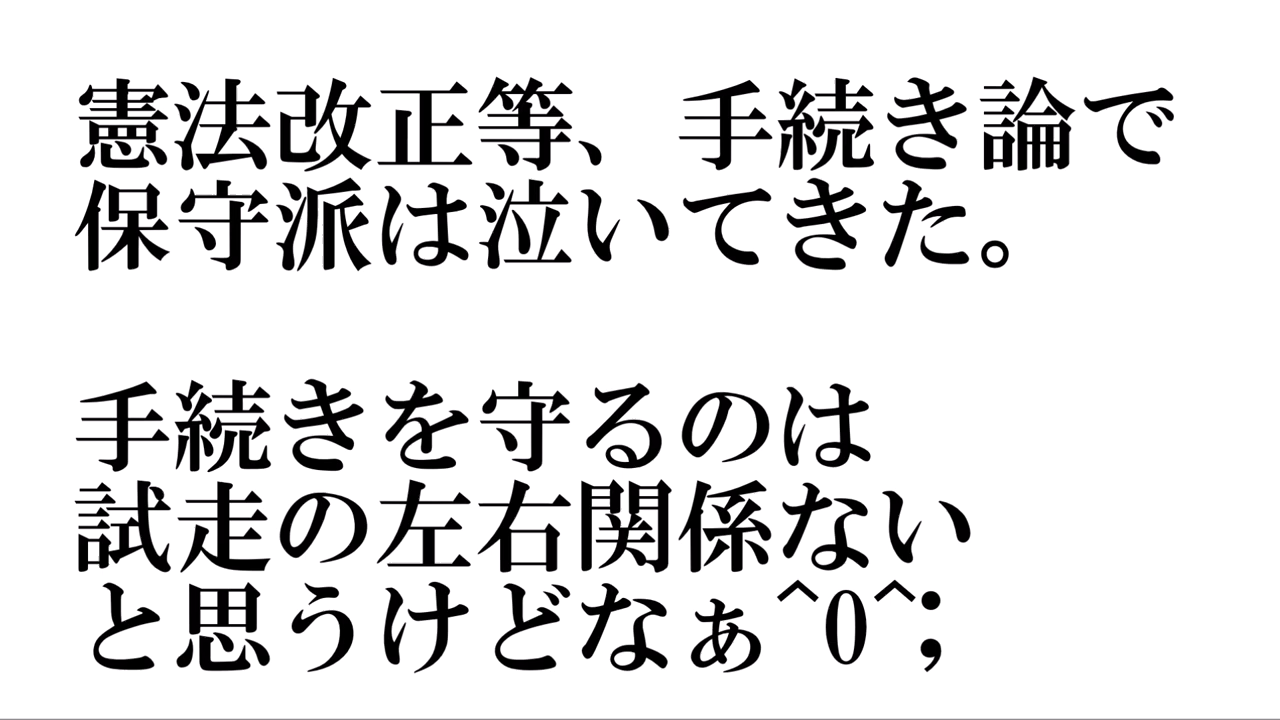 憲法改正等、手続き論で
保守派は泣いてきた。
手続きを守るのは
試走の左右関係ない
と思うけどなぁ^0^;